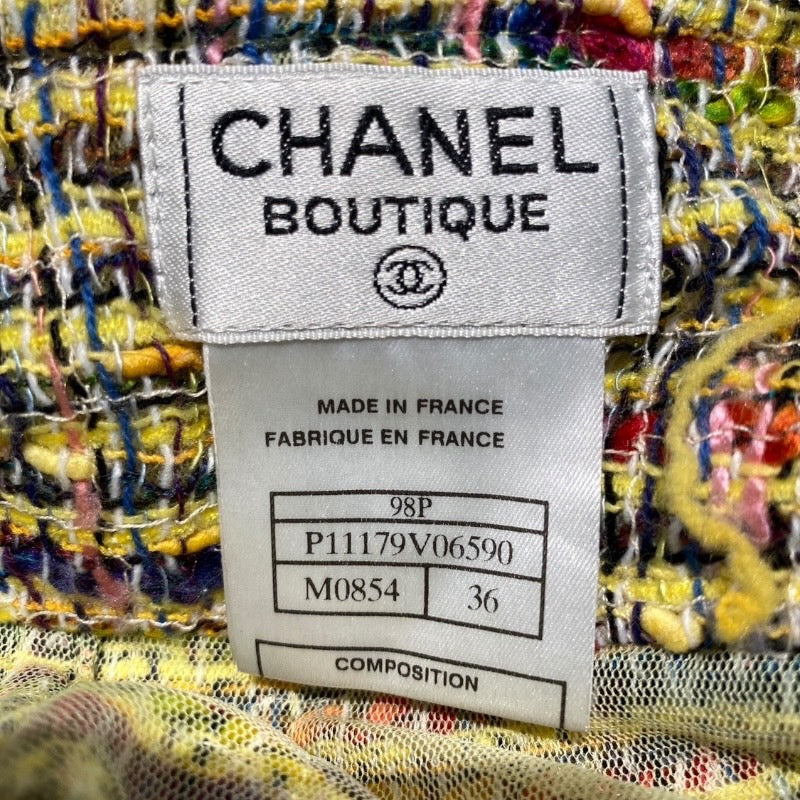 CHANEL
BOUTIQUE
MADE IN FRANCE
FABRIQUE EN FRANCE
98P
P11179V06590
M0854 36
COMPOSITION